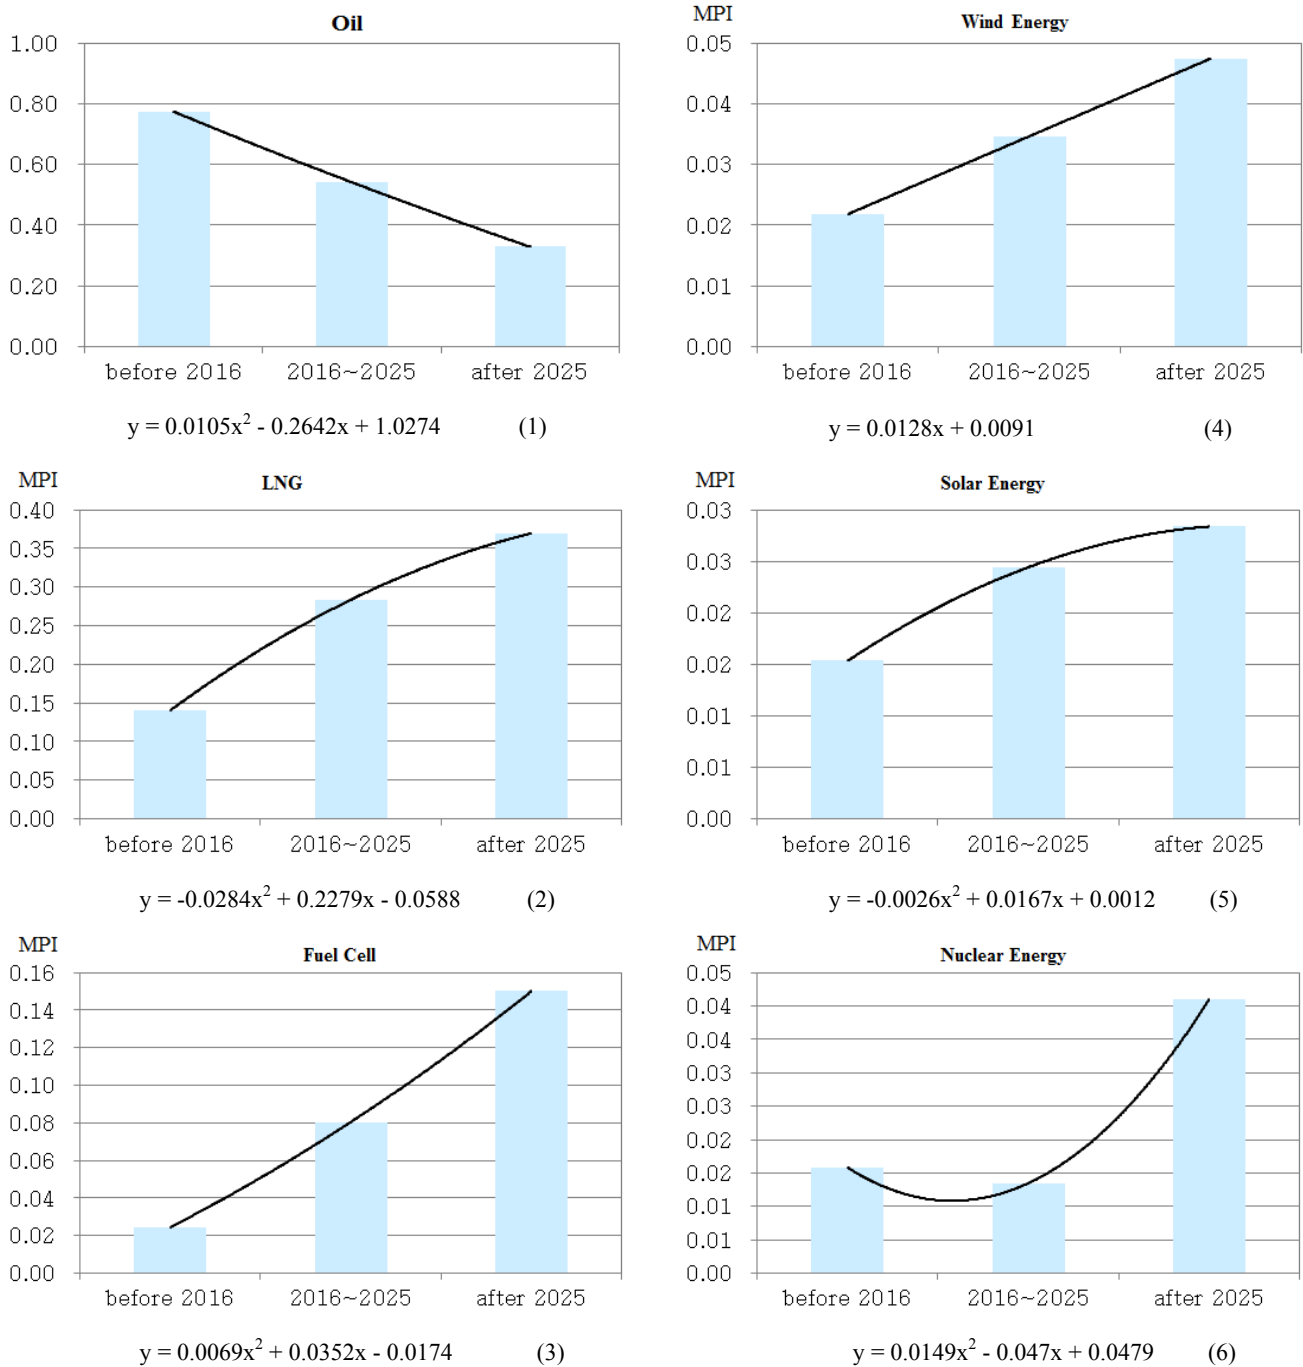 Oil
1.00
0.80
0.60
0.40
0.20
0.00
before 2016 2016~2025 after 2025
y = 0.0105x² - 0.2642x + 1.0274 (1)
MPI
Wind Energy
0.05
0.04
0.03
0.02
0.01
0.00
before 2016 2016~2025 after 2025
y = 0.0128x + 0.0091 (4)
MPI
LNG
0.40
0.35
0.30
0.25
0.20
0.15
0.10
0.05
0.00
before 2016 2016~2025 after 2025
y = -0.0284x² + 0.2279x - 0.0588 (2)
MPI
Solar Energy
0.03
0.03
0.02
0.02
0.01
0.01
0.00
before 2016 2016~2025 after 2025
y = -0.0026x² + 0.0167x + 0.0012 (5)
MPI
Fuel Cell
0.16
0.14
0.12
0.10
0.08
0.06
0.04
0.02
0.00
before 2016 2016~2025 after 2025
y = 0.0069x² + 0.0352x - 0.0174 (3)
MPI
Nuclear Energy
0.05
0.04
0.04
0.03
0.03
0.02
0.02
0.01
0.01
0.00
before 2016 2016~2025 after 2025
y = 0.0149x² - 0.047x + 0.0479 (6)